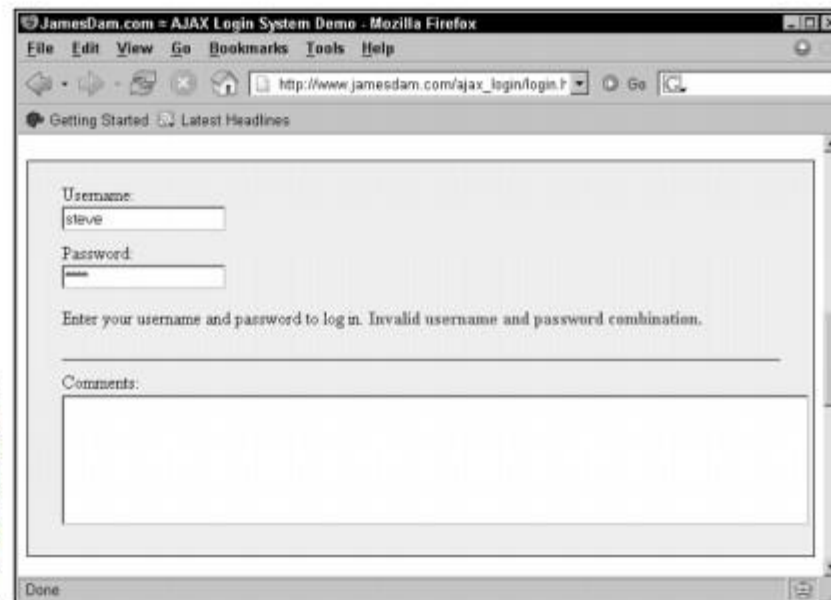 JamesDam.com = AJAX Login System Demo - Mozilla Firefox
File Edit View Go Bookmarks Tools Help
http://www.jamesdam.com/ajax_login/login.h Go
Getting Started Latest Headlines
Username:
steve
Password:
Enter your username and password to log in. Invalid username and password combination.
Comments:
Done